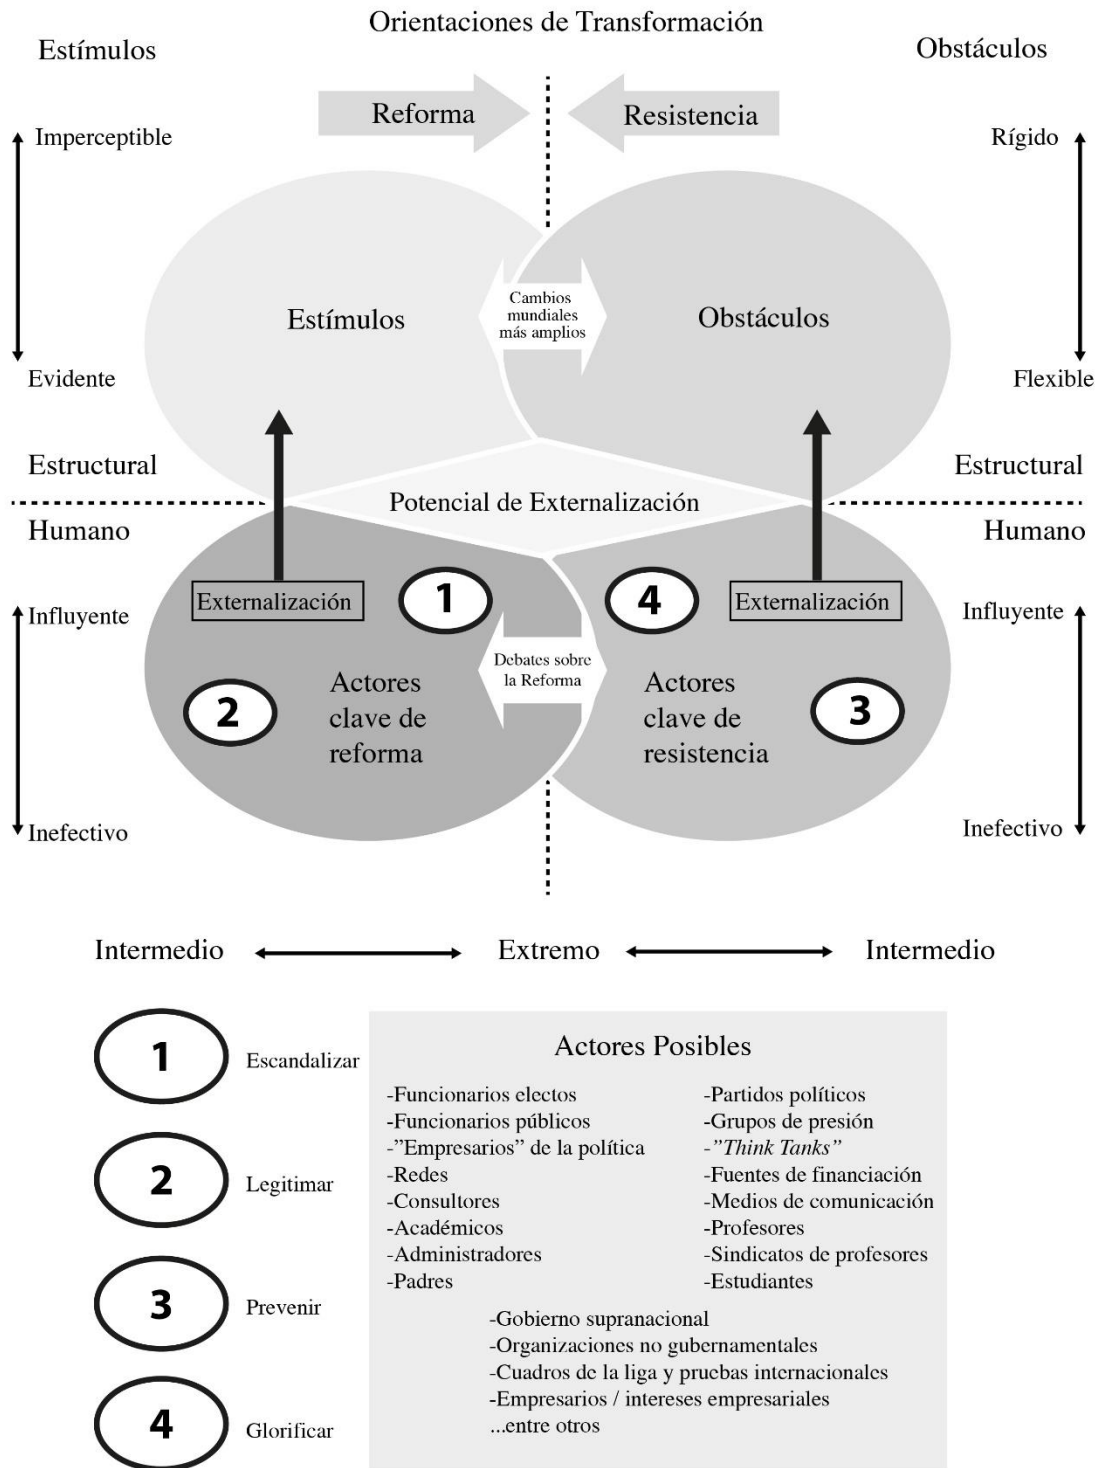 Orientaciones de Transformación
Estímulos
Obstáculos
Reforma
Resistencia
Imperceptible
Rígido
Estímulos
Cambios
mundiales
más amplios
Obstáculos
Evidente
Flexible
Estructural
Estructural
Potencial de Externalización
Humano
Humano
Externalización
1
4
Externalización
Influyente
Influyente
Debates sobre
la Reforma
2
Actores
clave de
reforma
Actores
clave de
resistencia
3
Inefectivo
Inefectivo
Intermedio
Extremo
Intermedio
1 Escandalizar
2 Legitimar
3 Prevenir
4 Glorificar
Actores Posibles
-Funcionarios electos
-Funcionarios públicos
-”Empresarios” de la política
-Redes
-Consultores
-Académicos
-Administradores
-Padres
-Partidos políticos
-Grupos de presión
-”Think Tanks”
-Fuentes de financiación
-Medios de comunicación
-Profesores
-Sindicatos de profesores
-Estudiantes
-Gobierno supranacional
-Organizaciones no gubernamentales
-Cuadros de la liga y pruebas internacionales
-Empresarios / intereses empresariales
...entre otros